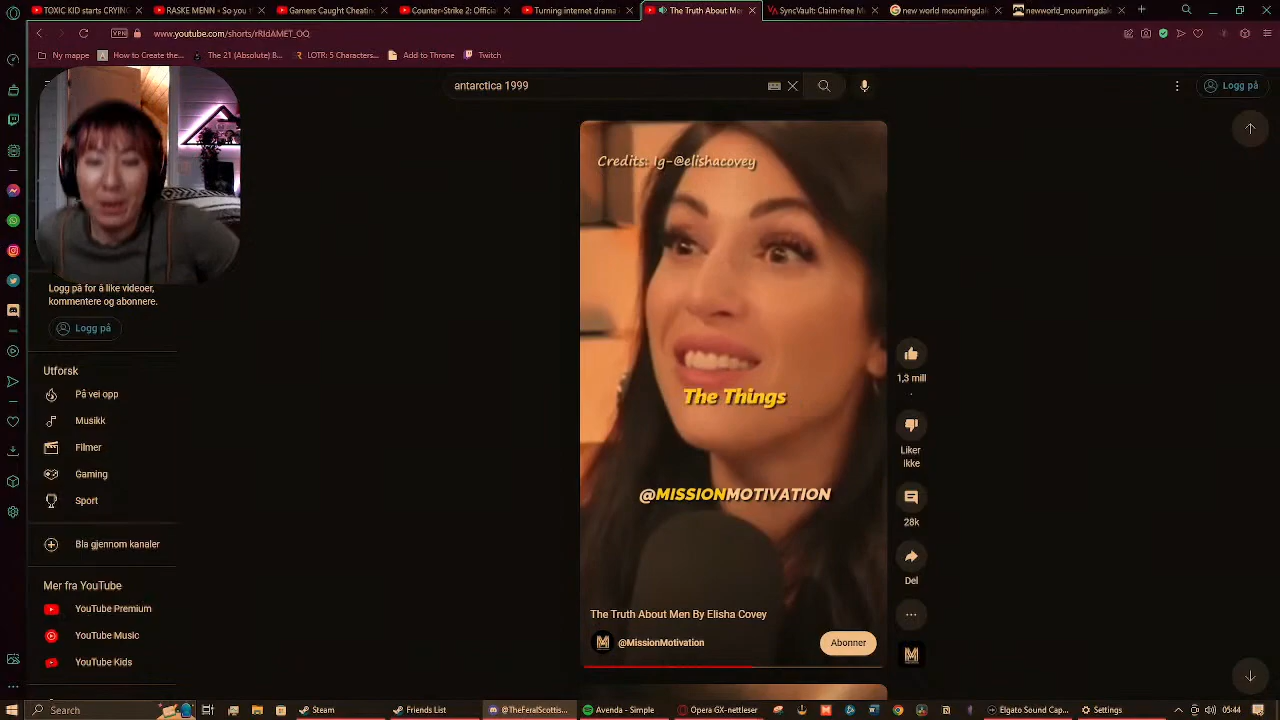 TOXIC KID starts CRYIN
RASKE MENN - So you t
Gamers Caught Cheating
Counter-Strike 2: Offici
Turning internet drama i
The Truth About Me
SyncVault: Claim-free M
new world mourningdal
newworld_mourningdal
VPN
www.youtube.com/shorts/rRIdAMET_OQ
Ny mappe
How to Create the...
The 21 (Absolute) B...
LOTR: 5 Characters...
Add to Throne
Twitch
antarctica 1999
Logg på
Logg på for å like videoer,
kommentere og abonnere.
Logg på
Utforsk
På vei opp
Musikk
Filmer
Gaming
Sport
Bla gjennom kanaler
Mer fra YouTube
YouTube Premium
YouTube Music
YouTube Kids
Credits: Ig-@elishacovey
The Things
@MISSIONMOTIVATION
The Truth About Men By Elisha Covey
@MissionMotivation
Abonner
1,3 mill
.
Liker
ikke
28k
Del
Search
Steam
Friends List
@TheFeralScottis...
Avenda - Simple
Opera GX-nettleser
Elgato Sound Cap...
Settings
05:44